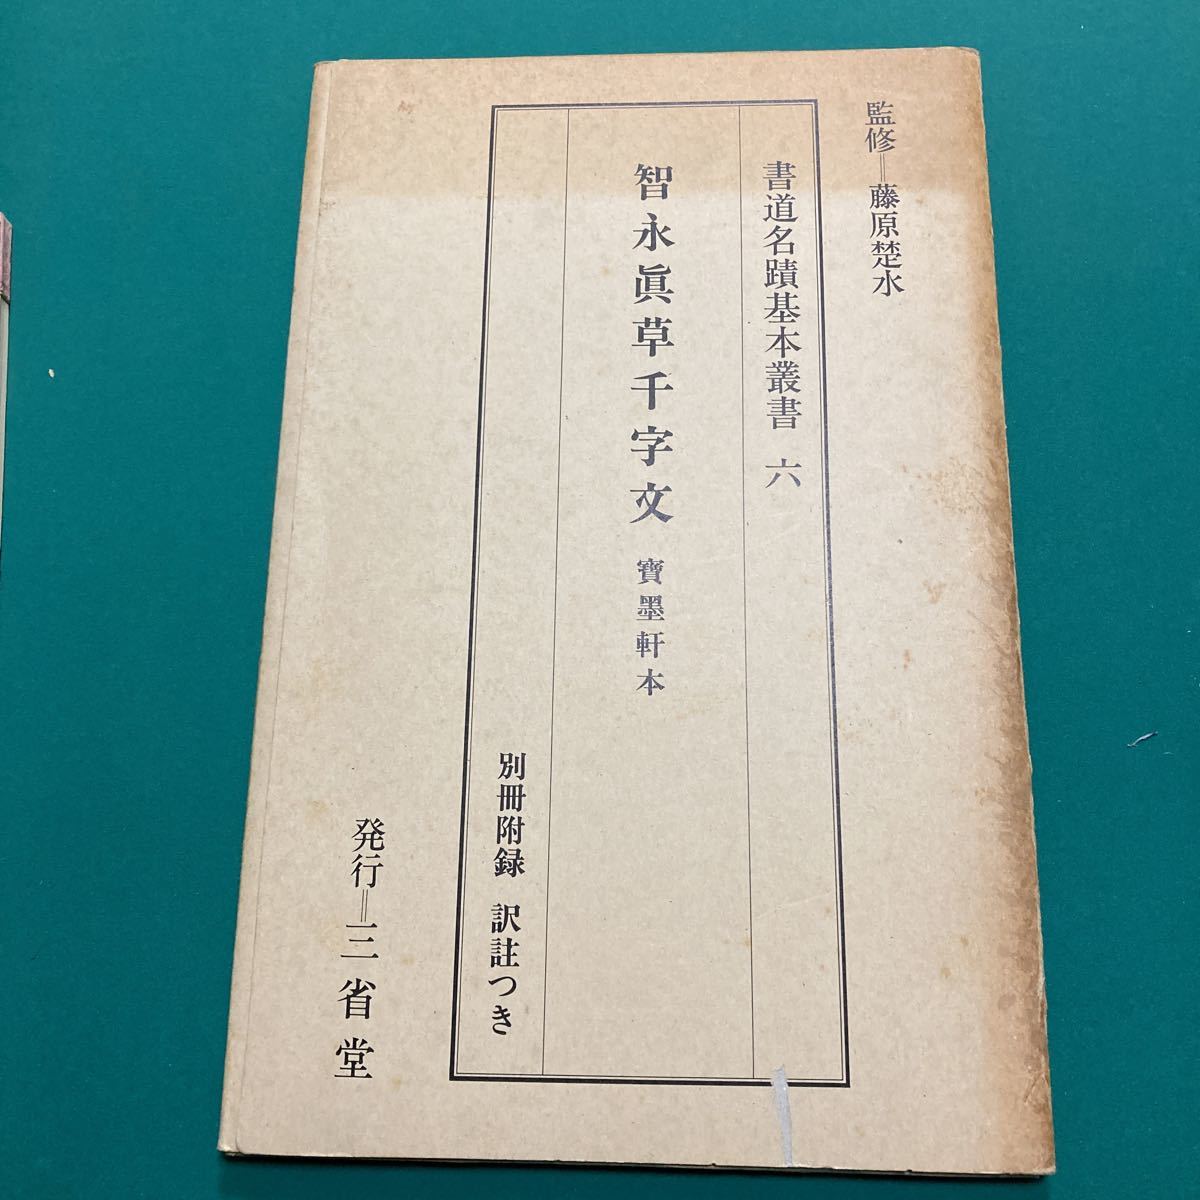 監修＝藤原楚水
書道名蹟基本叢書 六
智永眞草千字文 寶墨軒本
別冊附録 訳註つき
発行＝三省堂